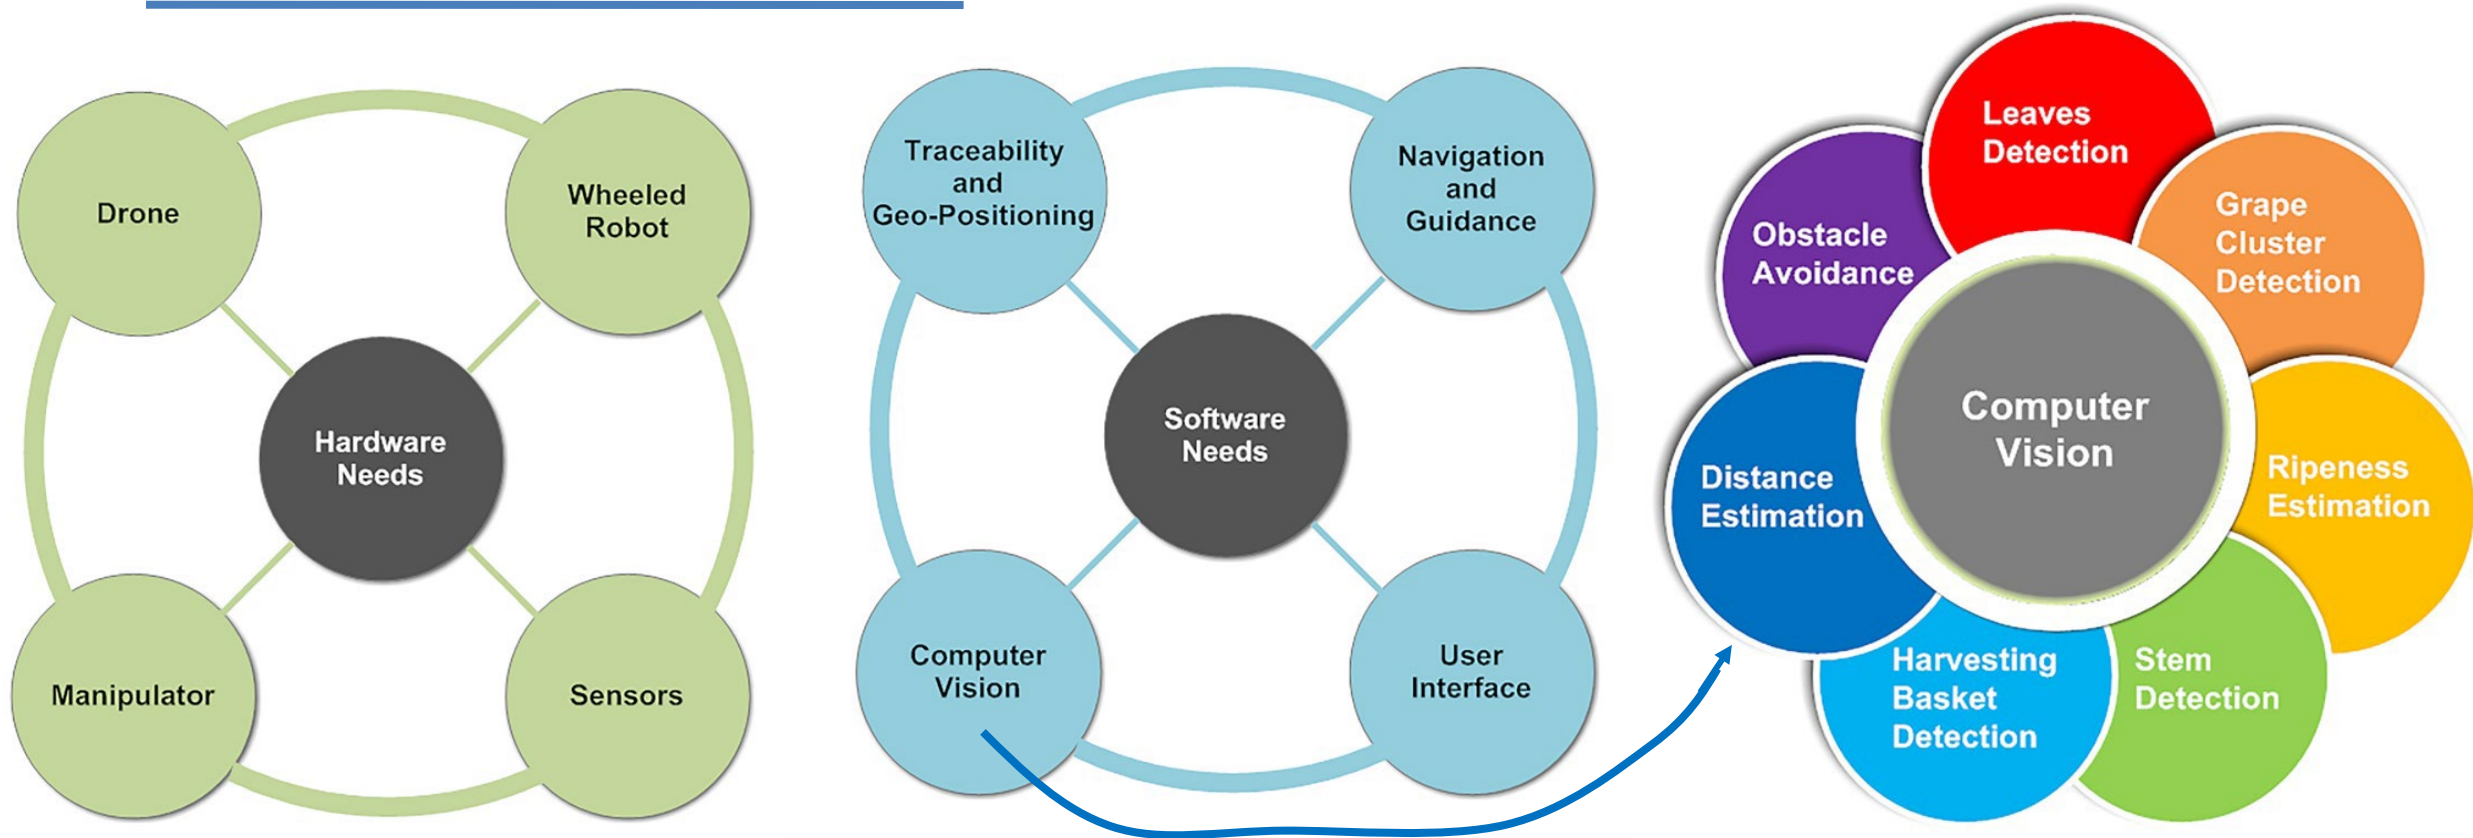 Drone
Wheeled
Robot
Hardware
Needs
Manipulator
Sensors
Traceability
and
Geo-Positioning
Navigation
and
Guidance
Software
Needs
Computer
Vision
User
Interface
Leaves
Detection
Grape
Cluster
Detection
Obstacle
Avoidance
Computer
Vision
Ripeness
Estimation
Distance
Estimation
Harvesting
Basket
Detection
Stem
Detection